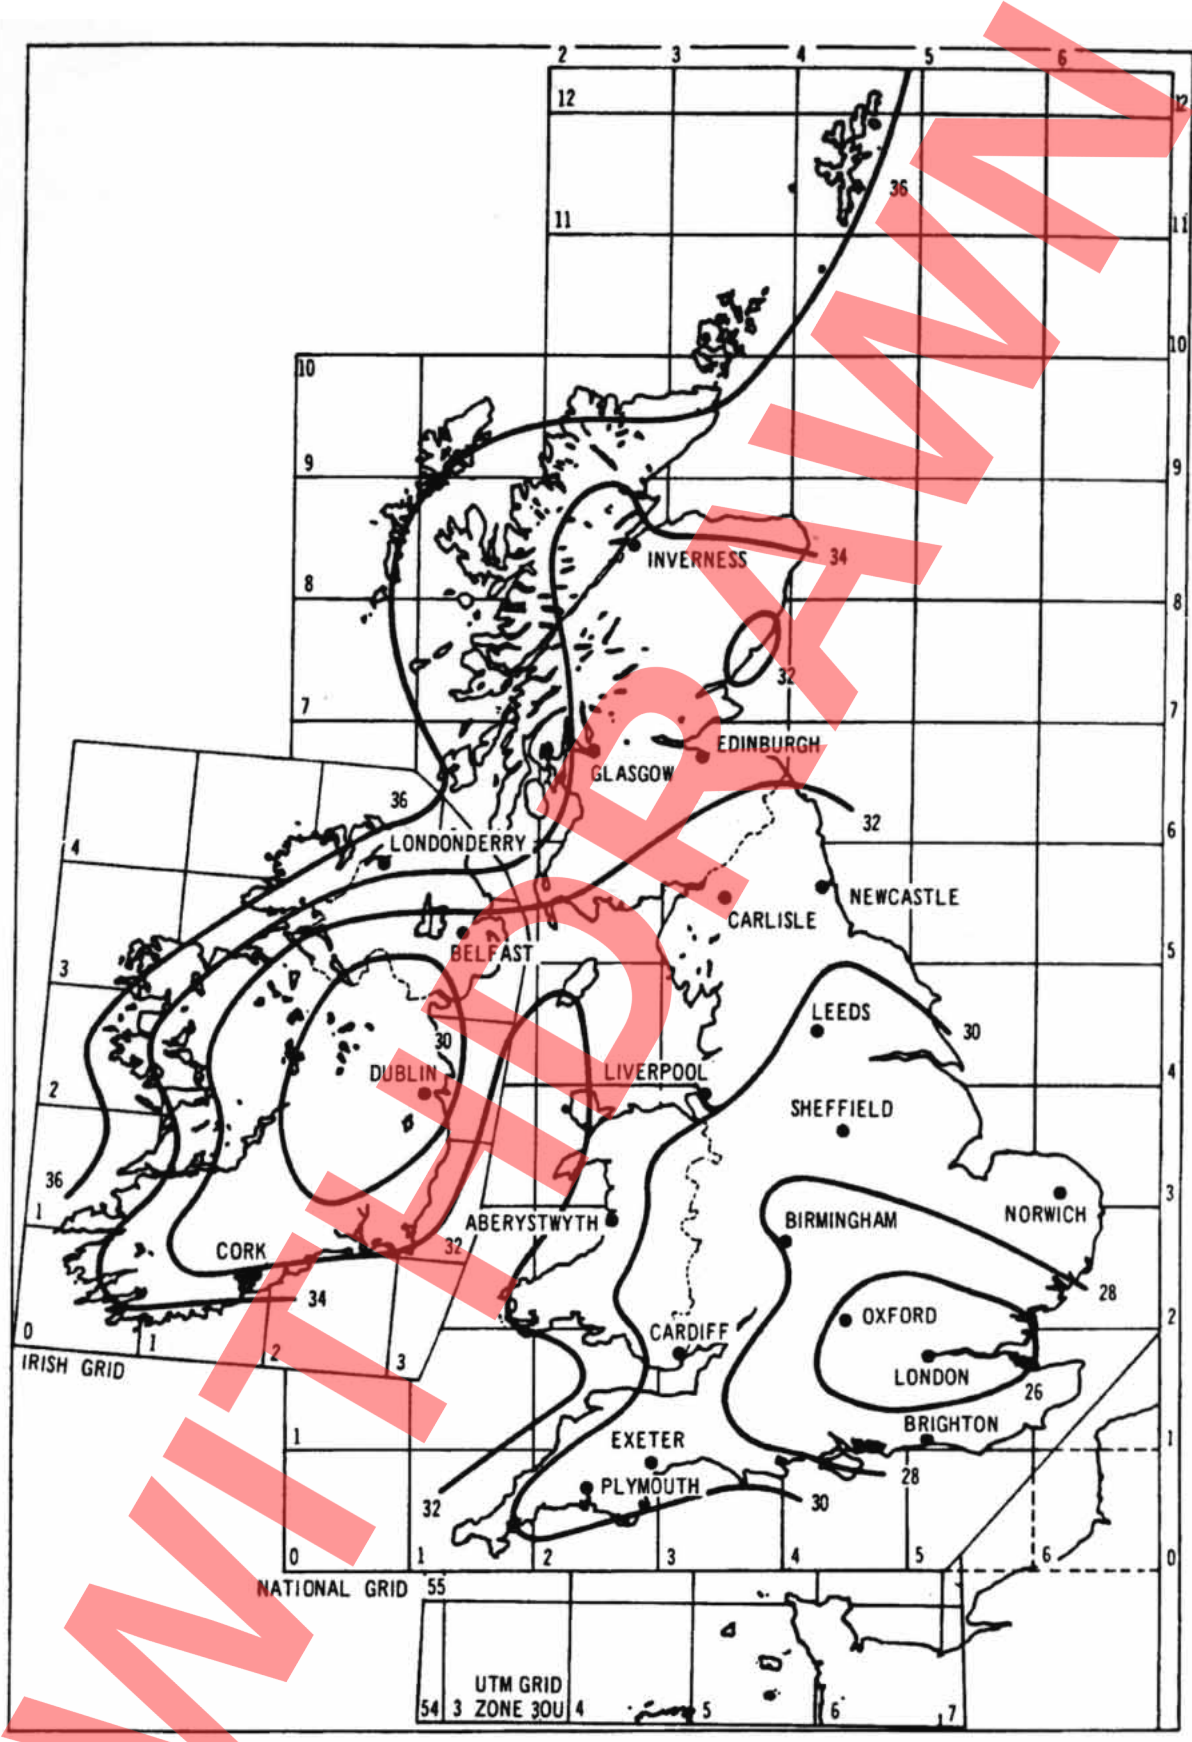 2 3 4 5 6
12 12
36
11 11
10 10
9 9
INVERNESS 34
8 8
32
7 7
EDINBURGH
GLASGOW
36
32
6
LONDONDERRY
4
NEWCASTLE
CARLISLE
BELFAST
5
3
LEEDS
30
30
DUBLIN
LIVERPOOL
4
2
SHEFFIELD
36
3
1
ABERYSTWYTH
BIRMINGHAM
NORWICH
CORK
32
34
28
OXFORD
2
0
CARDIFF
1
2
3
IRISH GRID
LONDON
26
BRIGHTON
1
EXETER
1
28
PLYMOUTH
30
32
0 1 2 3 4 5 6 0
NATIONAL GRID 55
UTM GRID
54 3 ZONE 30U 4 5 6 7
WITHDRAWN